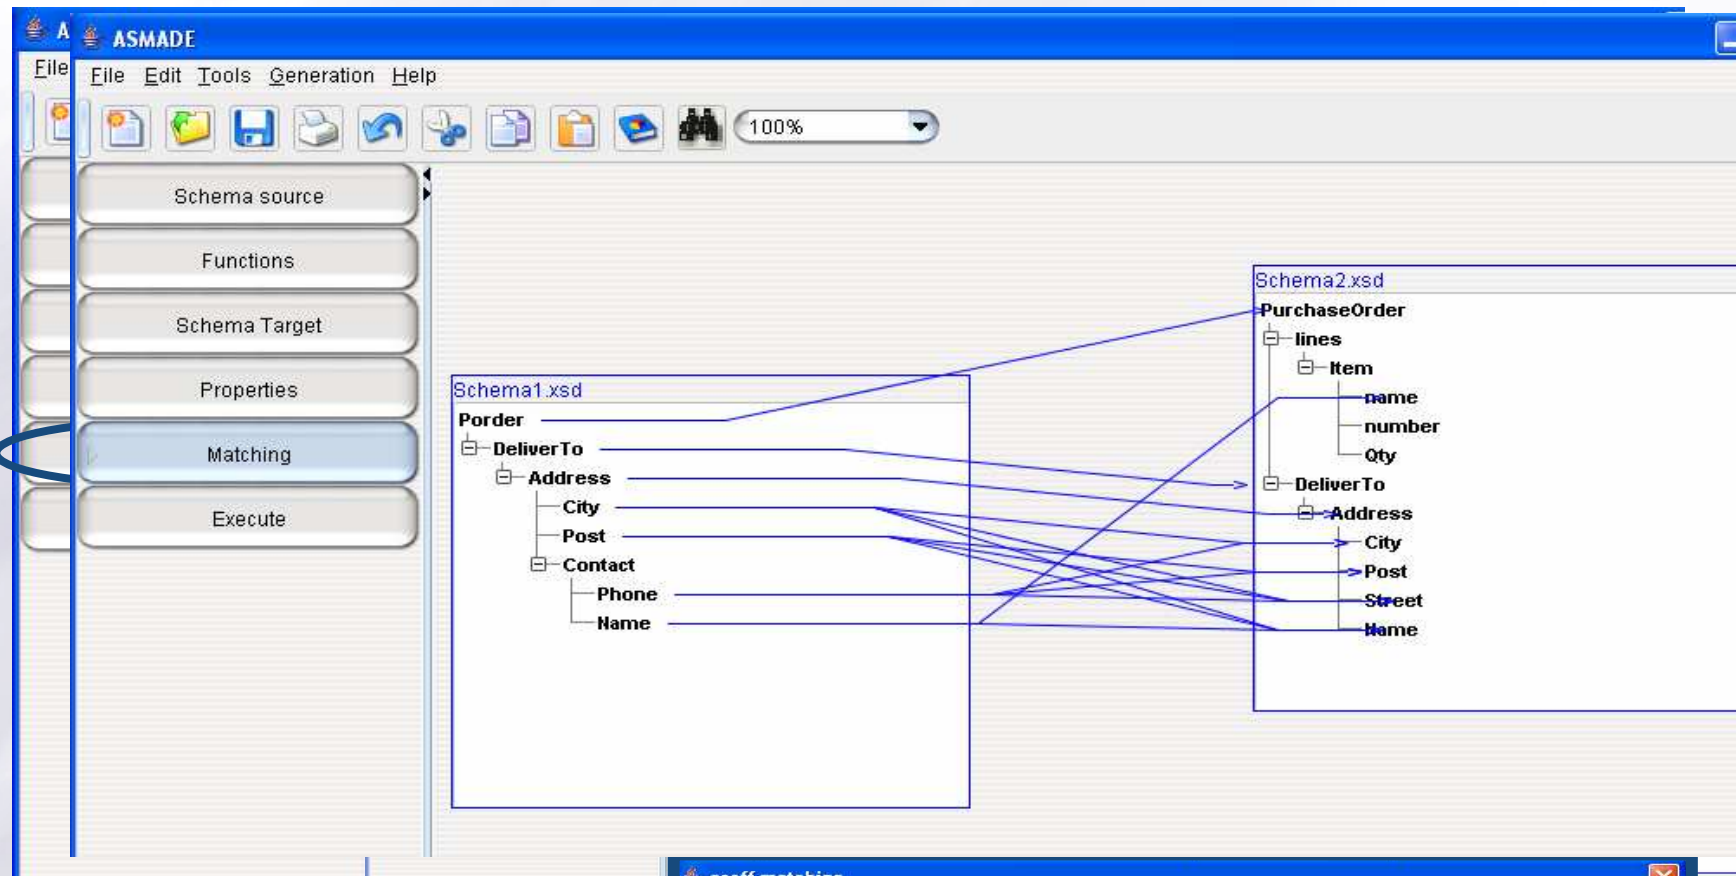 A
ASMADE
File
File Edit Tools Generation Help
100%
Schema source
Functions
Schema Target
Properties
Matching
Execute
Schema1.xsd
Porder
DeliverTo
Address
City
Post
Contact
Phone
Name
Schema2.xsd
PurchaseOrder
lines
Item
name
number
Qty
DeliverTo
Address
City
Post
Street
Name
matching